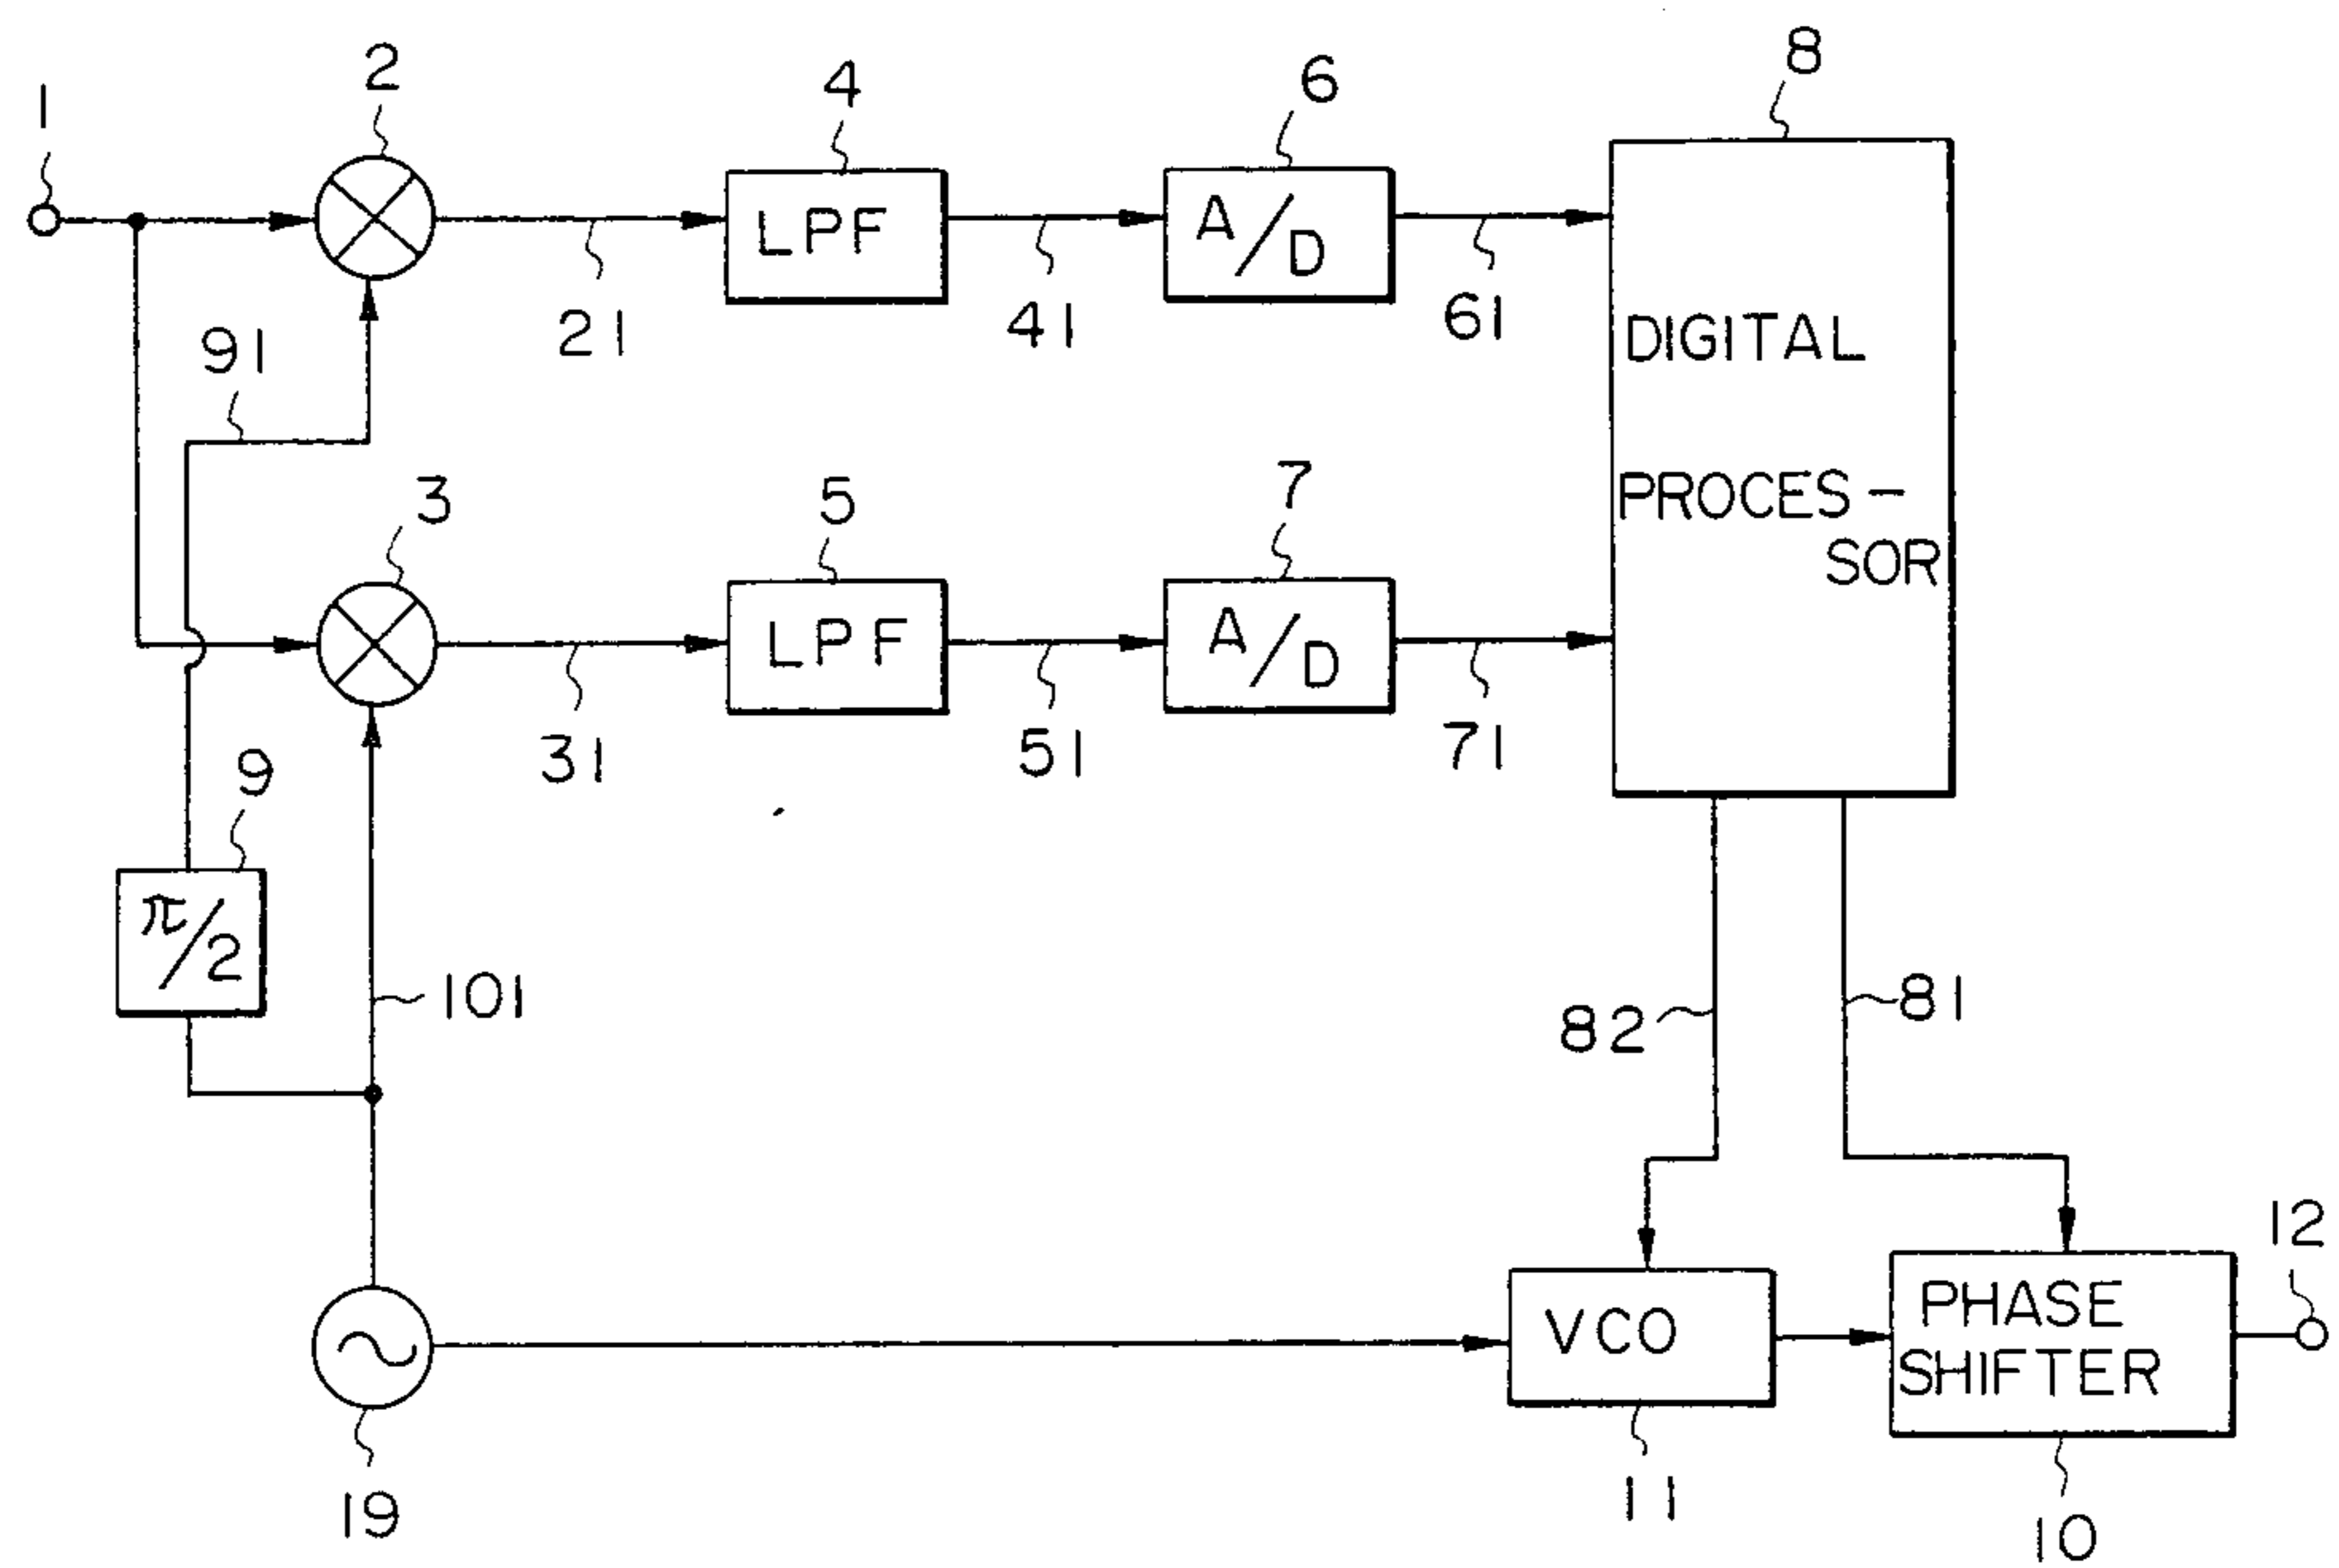 1
2
4
6
8
LPF
A/D
21
41
61
91
DIGITAL
PROCES-
SOR
3
5
7
LPF
A/D
31
51
71
9
π/2
101
82
81
12
VCO
PHASE
SHIFTER
19
11
10